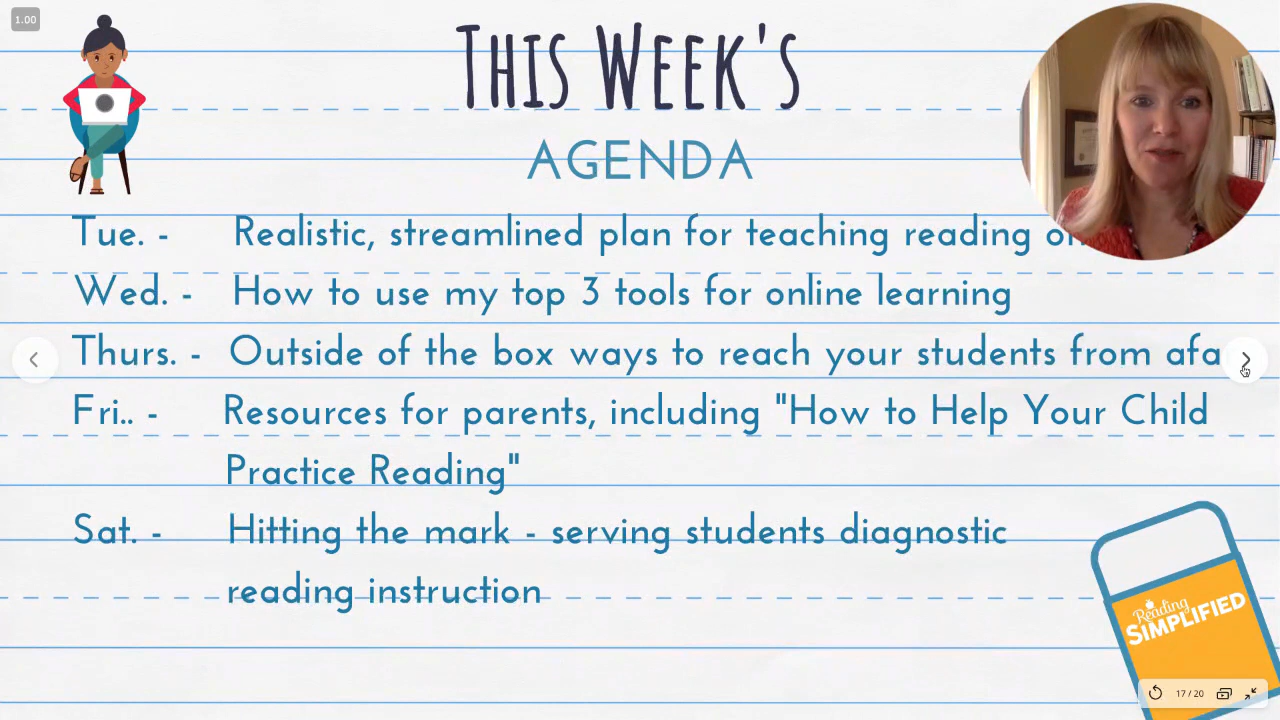 1.00
THIS WEEK'S
AGENDA
Tue. - Realistic, streamlined plan for teaching reading
Wed. - How to use my top 3 tools for online learning
Thurs. - Outside of the box ways to reach your students from
Fri.. - Resources for parents, including "How to Help Your Child
Practice Reading"
Sat. - Hitting the mark - serving students diagnostic
reading instruction
Reading
SIMPLIFIED
17 / 20